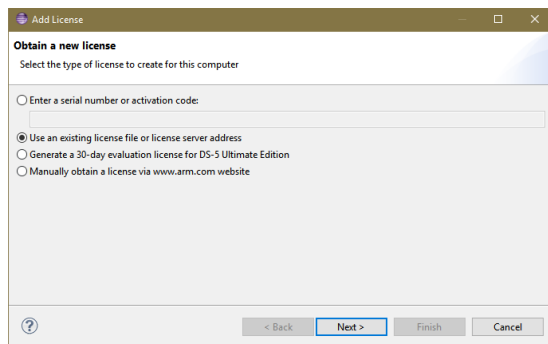 Add License
Obtain a new license
Select the type of license to create for this computer
Enter a serial number or activation code:
Use an existing license file or license server address
Generate a 30-day evaluation license for DS-5 Ultimate Edition
Manually obtain a license via www.arm.com website
? < Back Next > Finish Cancel